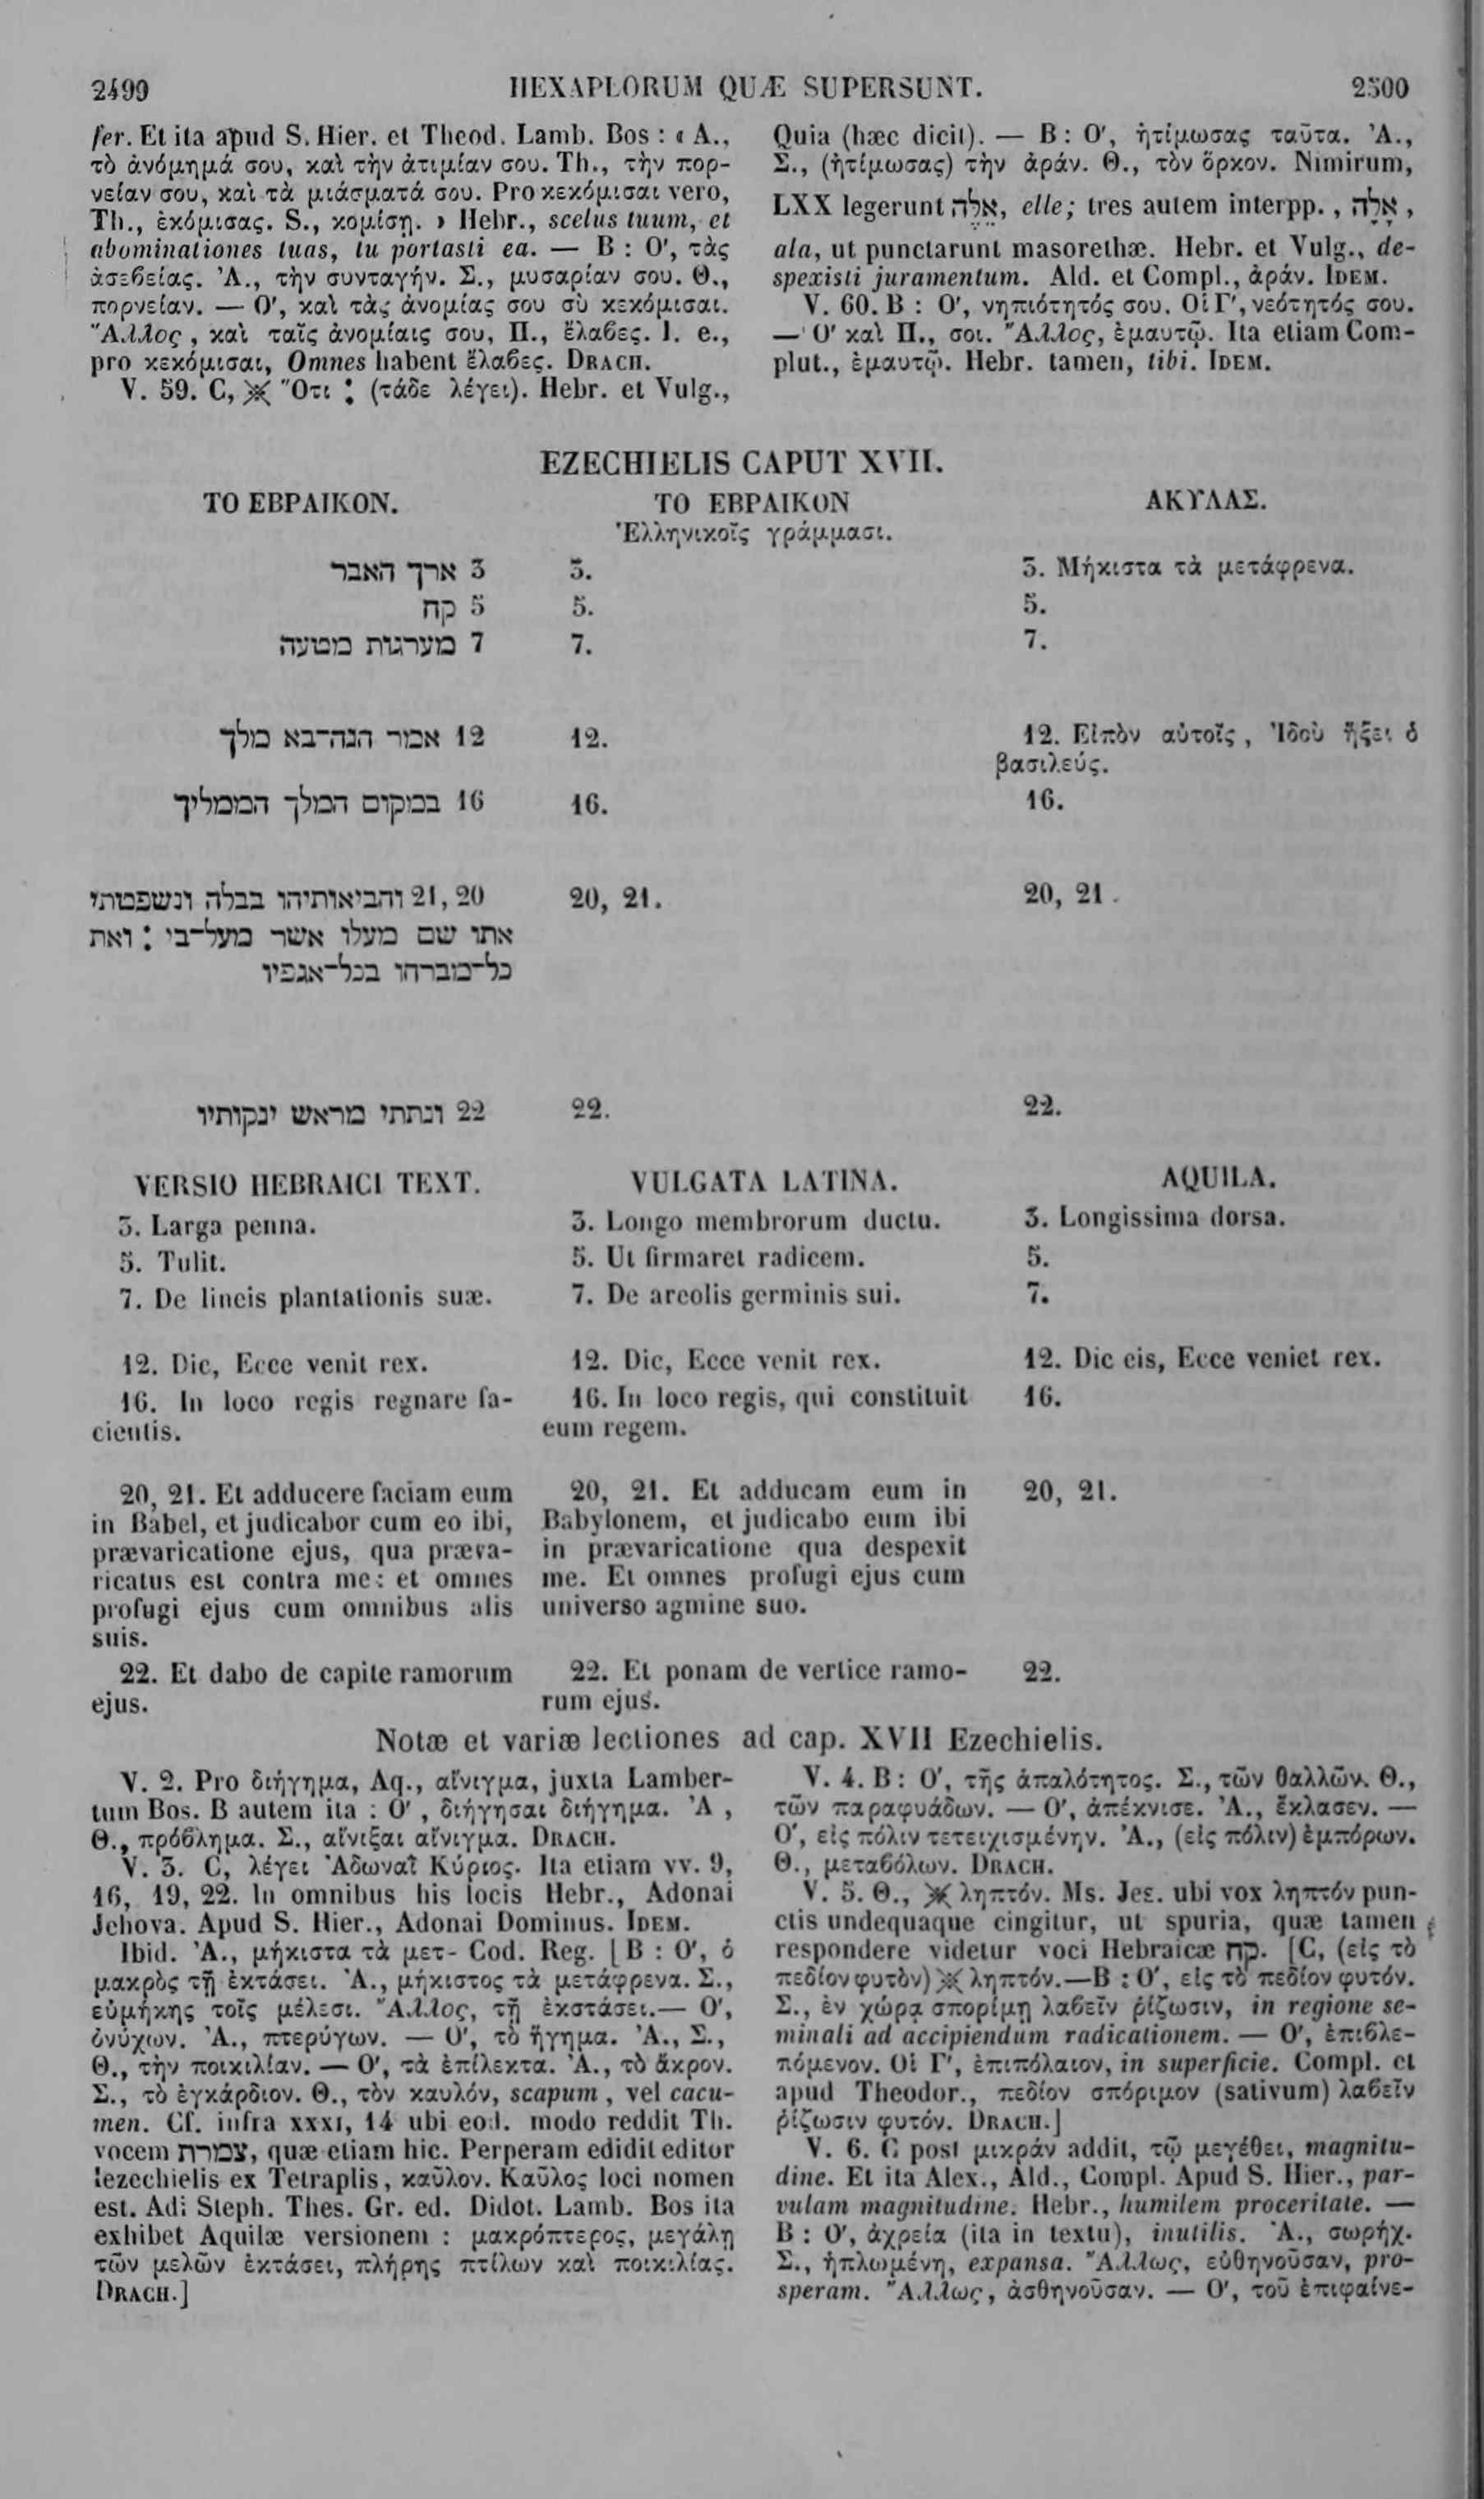 2499 HEXAPLORUM QUÆ SUPERSUNT. 2500
fer. Et ita apud S. Hier. et Theod. Lamb. Bos : « A.,
τὸ ἀνόμημά σου, καὶ τὴν ἀτιμίαν σου. Th., τὴν πορ-
νείαν σου, καὶ τὰ μιάσματά σου. Pro κεκόμισαι vero,
Th., ἐκόμισας. S., κομίσῃ. » Hebr., scelus tuum, et
abominationes tuas, tu portasti ea. — B : O', τὰς
ἀσεβείας. Ἀ., τὴν συνταγήν. Σ., μυσαρίαν σου. Θ.,
πορνείαν. — O', καὶ τὰς ἀνομίας σου σὺ κεκόμισαι.
Ἄλλος, καὶ ταῖς ἀνομίαις σου, Π., ἔλαβες. I. e.,
pro κεκόμισαι, Omnes habent ἔλαβες. DRACH.
V. 59. C, ※ Ὅτι : (τάδε λέγει). Hebr. et Vulg.,
Quia (hæc dicit). — B : O', ἠτίμωσας ταῦτα. Ἀ.,
Σ., (ἠτίμωσας) τὴν ἀράν. Θ., τὸν ὅρκον. Nimirum,
LXX legerunt אֵלֶּה, elle; tres autem interpp., אָלָה,
ala, ut punctarunt masorethæ. Hebr. et Vulg., de-
spexisti juramentum. Ald. et Compl., ἀράν. IDEM.
V. 60. B : O', νηπιότητός σου. Οἱ Γ', νεότητός σου.
— O' καὶ Π., σοι. Ἄλλος, ἐμαυτῷ. Ita etiam Com-
plut., ἐμαυτῷ. Hebr. tamen, tibi. IDEM.
EZECHIELIS CAPUT XVII.
ΤΟ ΕΒΡΑΙΚΟΝ.
3 ארך האבר
5 קח
7 מערגות מטעה
12 אמר הנה־בא מלך
16 במקום המלך הממליך
20, 21 והביאותיהו בבלה ונשפטתי
אתו שם מעלו אשר מעל־בי : ואת
כל־מברחו בכל־אגפיו
22 ונתתי מראש ינקותיו
ΤΟ ΕΒΡΑΙΚΟΝ
Ἑλληνικοῖς γράμμασι.
3.
5.
7.
12.
16.
20, 21.
22.
ΑΚΥΛΑΣ.
3. Μήκιστα τὰ μετάφρενα.
5.
7.
12. Εἰπὸν αὐτοῖς, Ἰδοὺ ἥξει ὁ
βασιλεύς.
16.
20, 21.
22.
VERSIO HEBRAICI TEXT.
3. Larga penna.
5. Tulit.
7. De lineis plantationis suæ.
12. Dic, Ecce venit rex.
16. In loco regis regnare fa-
cientis.
20, 21. Et adducere faciam eum
in Babel, et judicabor cum eo ibi,
prævaricatione ejus, qua præva-
ricatus est contra me : et omnes
profugi ejus cum omnibus alis
suis.
22. Et dabo de capite ramorum
ejus.
VULGATA LATINA.
3. Longo membrorum ductu.
5. Ut firmaret radicem.
7. De areolis germinis sui.
12. Dic, Ecce venit rex.
16. In loco regis, qui constituit
eum regem.
20, 21. Et adducam eum in
Babylonem, et judicabo eum ibi
in prævaricatione qua despexit
me. Et omnes profugi ejus cum
universo agmine suo.
22. Et ponam de vertice ramo-
rum ejus.
AQUILA.
3. Longissima dorsa.
5.
7.
12. Dic eis, Ecce veniet rex.
16.
20, 21.
22.
Notæ et variæ lectiones ad cap. XVII Ezechielis.
V. 2. Pro διήγημα, Aq., αἴνιγμα, juxta Lamber-
tum Bos. B autem ita : O', διήγησαι διήγημα. Ἀ,
Θ., πρόβλημα. Σ., αἴνιξαι αἴνιγμα. DRACH.
V. 3. C, λέγει Ἀδωναῒ Κύριος. Ita etiam vv. 9,
16, 19, 22. In omnibus his locis Hebr., Adonai
Jehova. Apud S. Hier., Adonai Dominus. IDEM.
Ibid. Ἀ., μήκιστα τὰ μετ- Cod. Reg. [B : O', ὁ
μακρὸς τῇ ἐκτάσει. Ἀ., μήκιστος τὰ μετάφρενα. Σ.,
εὐμήκης τοῖς μέλεσι. Ἄλλος, τῇ ἐκστάσει.— O',
ὀνύχων. Ἀ., πτερύγων. — O', τὸ ἥγημα. Ἀ., Σ.,
Θ., τὴν ποικιλίαν. — O', τὰ ἐπίλεκτα. Ἀ., τὸ ἄκρον.
Σ., τὸ ἐγκάρδιον. Θ., τὸν καυλόν, scapum, vel cacu-
men. Cf. infra XXXI, 14 ubi eod. modo reddit Th.
vocem צמרת, quæ etiam hic. Perperam edidit editor
Iezechielis ex Tetraplis, καῦλον. Καῦλος loci nomen
est. Adi Steph. Thes. Gr. ed. Didot. Lamb. Bos ita
exhibet Aquilæ versionem : μακρόπτερος, μεγάλη
τῶν μελῶν ἐκτάσει, πλήρης πτίλων καὶ ποικιλίας.
DRACH.]
V. 4. B : O', τῆς ἁπαλότητος. Σ., τῶν θαλλῶν. Θ.,
τῶν παραφυάδων. — O', ἀπέκνισε. Ἀ., ἔκλασεν. —
O', εἰς πόλιν τετειχισμένην. Ἀ., (εἰς πόλιν) ἐμπόρων.
Θ., μεταβόλων. DRACH.
V. 5. Θ., ※ ληπτόν. Ms. Jes. ubi vox ληπτόν pun-
ctis undequaque cingitur, ut spuria, quæ tamen
respondere videtur voci Hebraicæ קח. [C, (εἰς τὸ
πεδίον φυτὸν) ※ ληπτόν.—B : O', εἰς τὸ πεδίον φυτόν.
Σ., ἐν χώρᾳ σπορίμῃ λαβεῖν ῥίζωσιν, in regione se-
minali ad accipiendum radicationem. — O', ἐπιβλε-
πόμενον. Οἱ Γ', ἐπιπόλαιον, in superficie. Compl. et
apud Theodor., πεδίον σπόριμον (sativum) λαβεῖν
ῥίζωσιν φυτόν. DRACH.]
V. 6. C post μικράν addit, τῷ μεγέθει, magnitu-
dine. Et ita Alex., Ald., Compl. Apud S. Hier., par-
vulam magnitudine. Hebr., humilem proceritate. —
B : O', ἀχρεία (ita in textu), inutilis. Ἀ., σωρήχ.
Σ., ἡπλωμένη, expansa. Ἄλλως, εὐθηνοῦσαν, pro-
speram. Ἄλλως, ἀσθηνοῦσαν. — O', τοῦ ἐπιφαίνε-